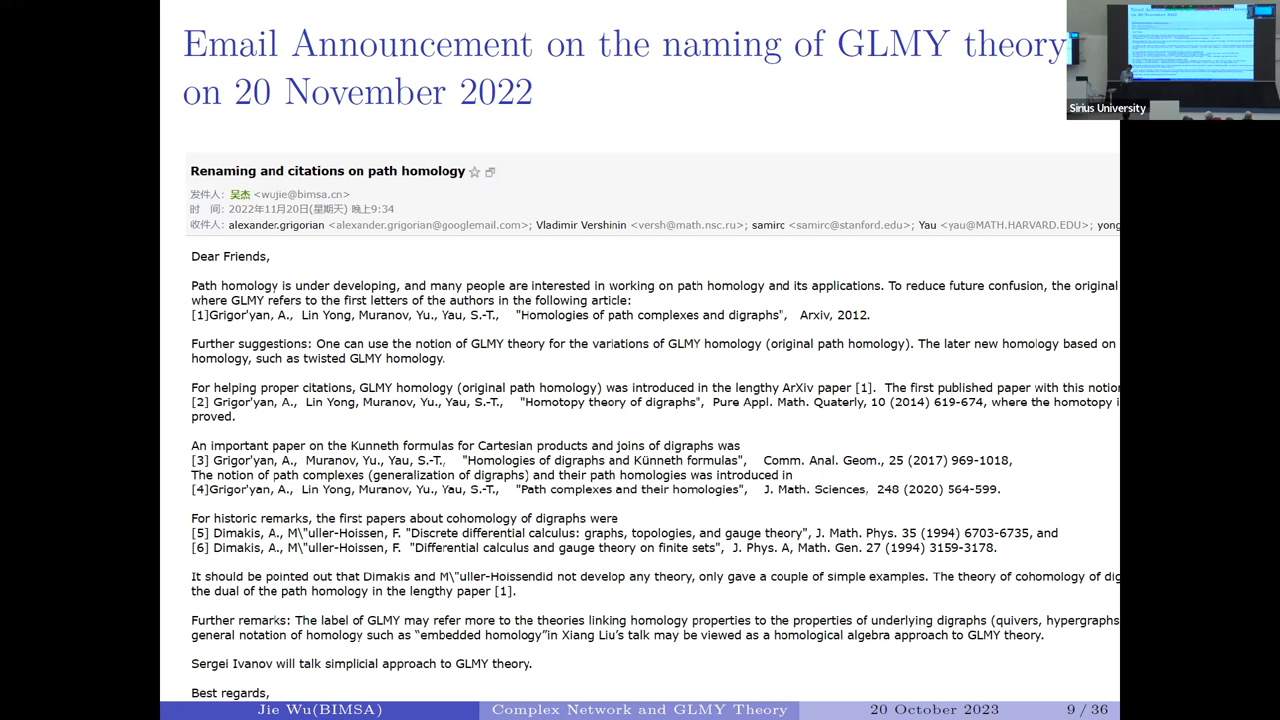 Email Announcement on the naming of GLMY theory
on 20 November 2022
Sirius University
Renaming and citations on path homology
发件人: 吴杰 <wujie@bimsa.cn>
时 间: 2022年11月20日(星期天) 晚上9:34
收件人: alexander.grigorian <alexander.grigorian@googlemail.com>; Vladimir Vershinin <versh@math.nsc.ru>; samirc <samirc@stanford.edu>; Yau <yau@MATH.HARVARD.EDU>; yong
Dear Friends,
Path homology is under developing, and many people are interested in working on path homology and its applications. To reduce future confusion, the original
where GLMY refers to the first letters of the authors in the following article:
[1]Grigor'yan, A., Lin Yong, Muranov, Yu., Yau, S.-T., "Homologies of path complexes and digraphs", Arxiv, 2012.
Further suggestions: One can use the notion of GLMY theory for the variations of GLMY homology (original path homology). The later new homology based on
homology, such as twisted GLMY homology.
For helping proper citations, GLMY homology (original path homology) was introduced in the lengthy ArXiv paper [1]. The first published paper with this notion
[2] Grigor'yan, A., Lin Yong, Muranov, Yu., Yau, S.-T., "Homotopy theory of digraphs", Pure Appl. Math. Quaterly, 10 (2014) 619-674, where the homotopy i
proved.
An important paper on the Kunneth formulas for Cartesian products and joins of digraphs was
[3] Grigor'yan, A., Muranov, Yu., Yau, S.-T., "Homologies of digraphs and Künneth formulas", Comm. Anal. Geom., 25 (2017) 969-1018,
The notion of path complexes (generalization of digraphs) and their path homologies was introduced in
[4]Grigor'yan, A., Lin Yong, Muranov, Yu., Yau, S.-T., "Path complexes and their homologies", J. Math. Sciences, 248 (2020) 564-599.
For historic remarks, the first papers about cohomology of digraphs were
[5] Dimakis, A., M\"uller-Hoissen, F. "Discrete differential calculus: graphs, topologies, and gauge theory", J. Math. Phys. 35 (1994) 6703-6735, and
[6] Dimakis, A., M\"uller-Hoissen, F. "Differential calculus and gauge theory on finite sets", J. Phys. A, Math. Gen. 27 (1994) 3159-3178.
It should be pointed out that Dimakis and M\"uller-Hoissendid not develop any theory, only gave a couple of simple examples. The theory of cohomology of dig
the dual of the path homology in the lengthy paper [1].
Further remarks: The label of GLMY may refer more to the theories linking homology properties to the properties of underlying digraphs (quivers, hypergraphs
general notation of homology such as “embedded homology”in Xiang Liu’s talk may be viewed as a homological algebra approach to GLMY theory.
Sergei Ivanov will talk simplicial approach to GLMY theory.
Best regards,
Jie Wu(BIMSA) Complex Network and GLMY Theory 20 October 2023 9 / 36